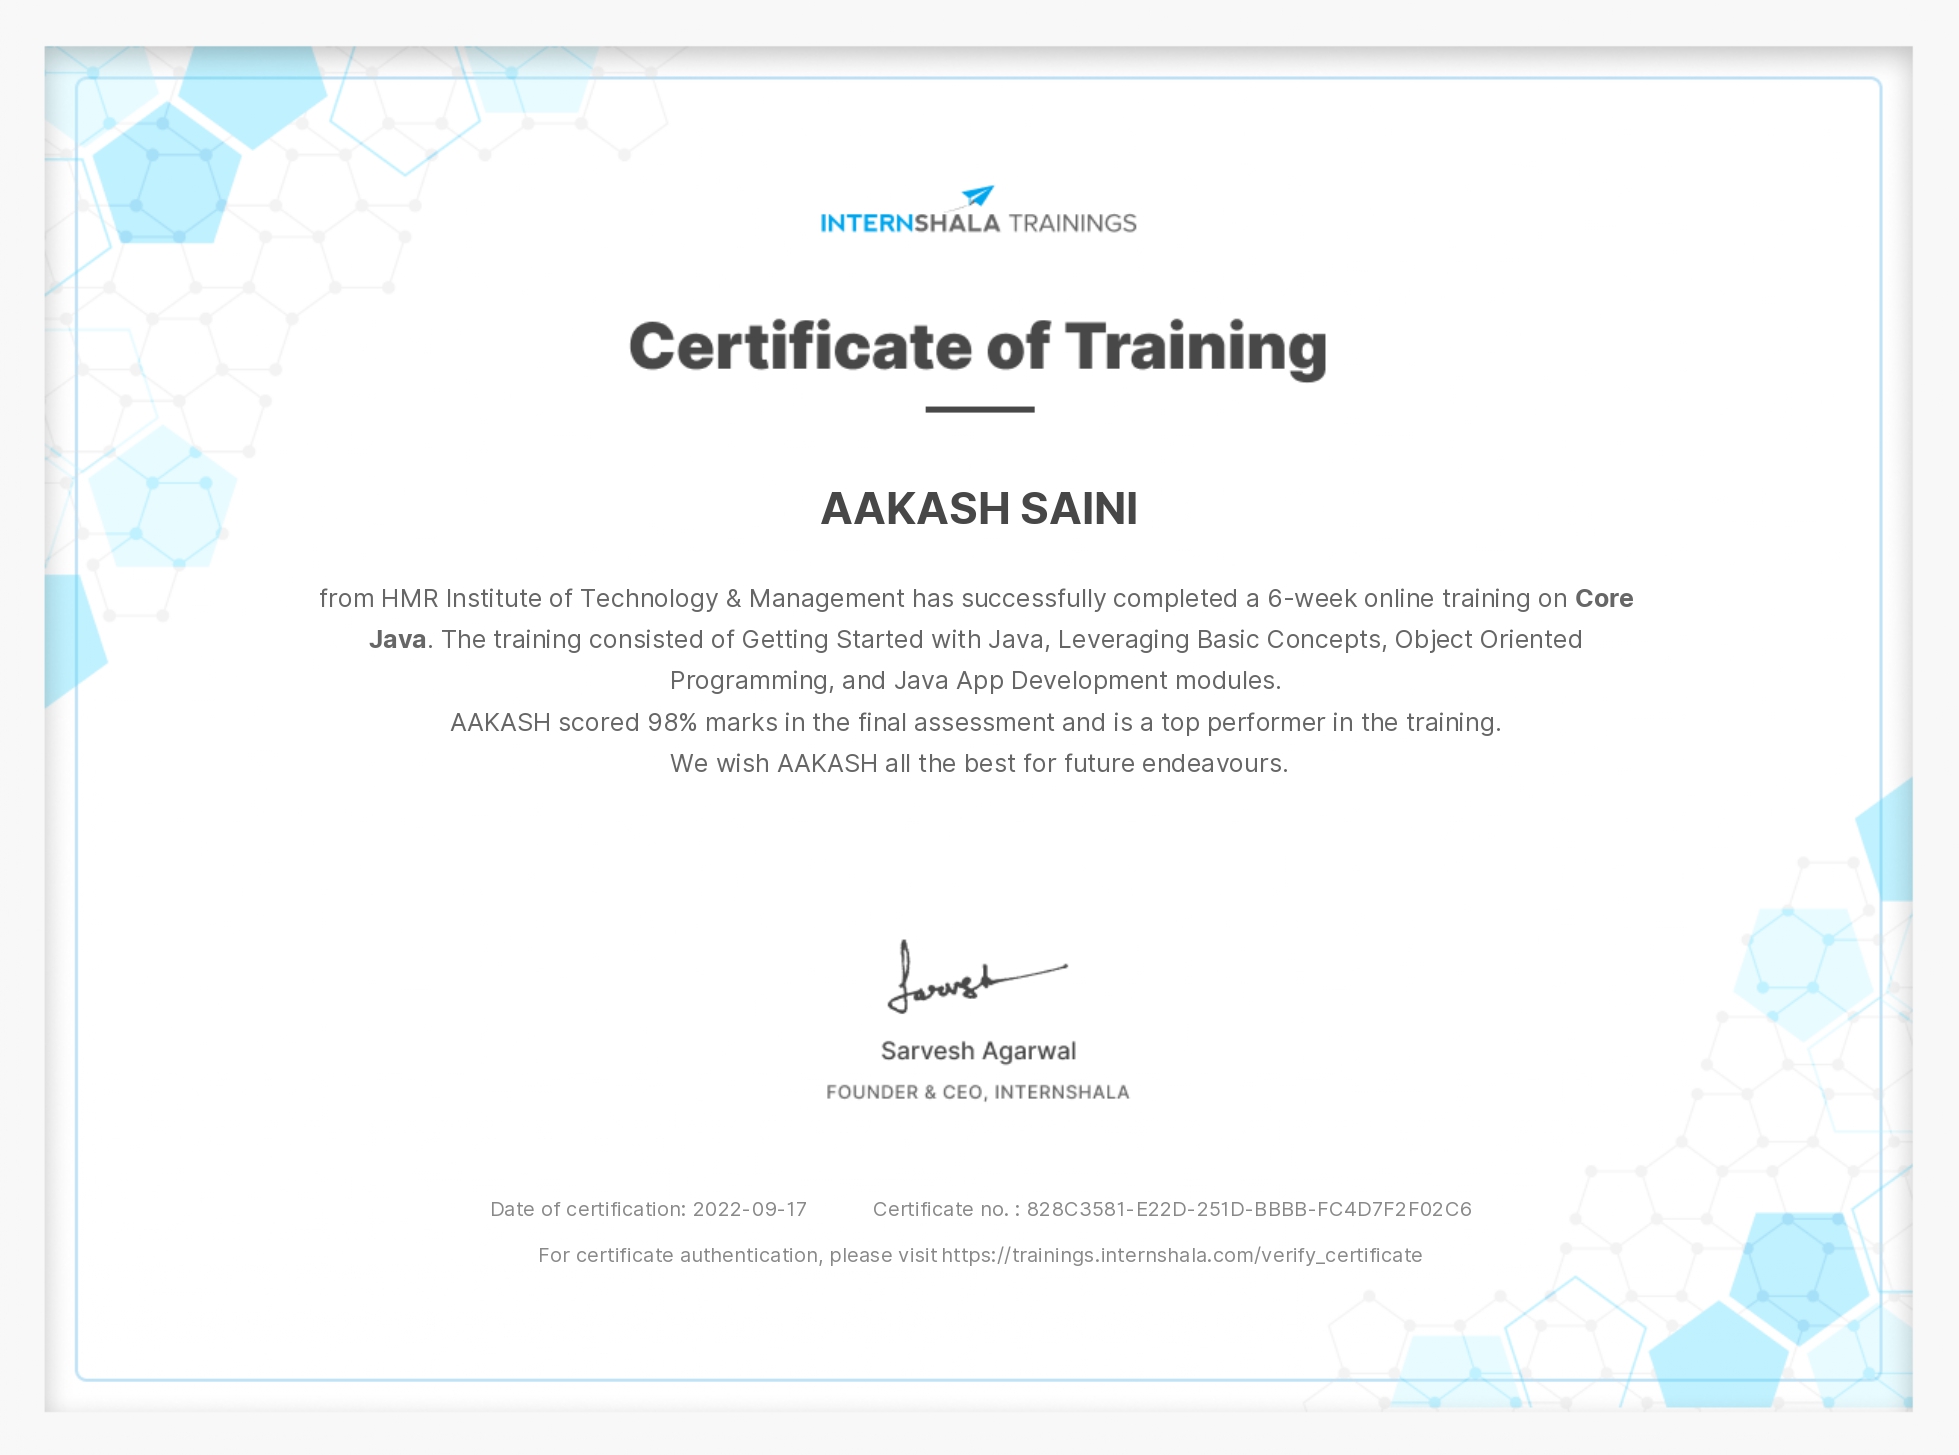 INTERNSHALA TRAININGS
Certificate of Training
AAKASH SAINI
from HMR Institute of Technology & Management has successfully completed a 6-week online training on Core
Java. The training consisted of Getting Started with Java, Leveraging Basic Concepts, Object Oriented
Programming, and Java App Development modules.
AAKASH scored 98% marks in the final assessment and is a top performer in the training.
We wish AAKASH all the best for future endeavours.
Sarvesh Agarwal
FOUNDER & CEO, INTERNSHALA
Date of certification: 2022-09-17 Certificate no. : 828C3581-E22D-251D-BBBB-FC4D7F2F02C6
For certificate authentication, please visit https://trainings.internshala.com/verify_certificate